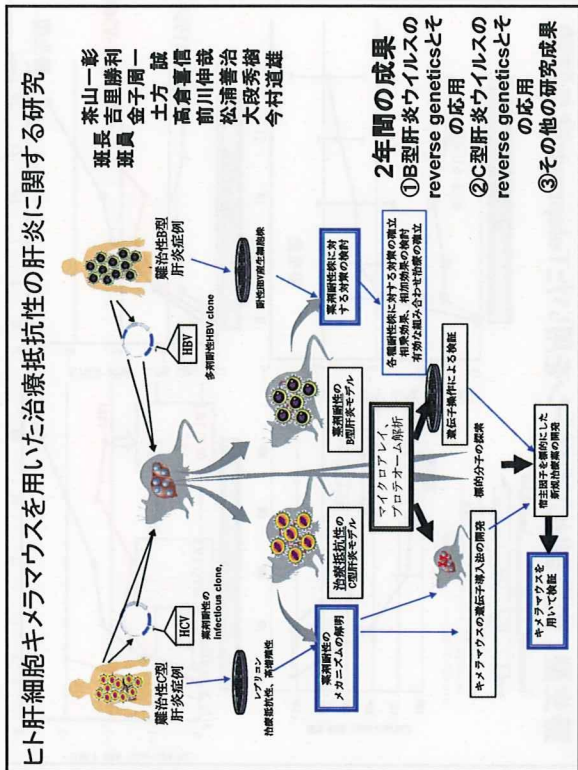 ヒト肝細胞キメラマウスを用いた治療抵抗性の肝炎に関する研究
班長 茶山一彰
班員 吉里勝利
金子周一
土方 誠
髙倉喜信
前川伸哉
松浦善治
大段秀樹
今村道雄
2年間の成果
①B型肝炎ウイルスの
reverse geneticsとそ
の応用
②C型肝炎ウイルスの
reverse geneticsとそ
の応用
③その他の研究成果
難治性C型
肝炎症例
HCV
薬剤耐性の
infectious clone,
レプリコン
治療抵抗性、高増殖性
難治性B型
肝炎症例
HBV
多剤耐性HBV clone
耐性HBV産生細胞株
治療抵抗性の
C型肝炎モデル
薬剤耐性の
B型肝炎モデル
薬剤耐性の
メカニズムの解明
薬剤耐性株に対
する対策の検討
マイクロアレイ、
プロテオーム解析
各種耐性株に対する対策の確立
相乗効果、相加効果の検討
有効な組み合わせ治療の確立
遺伝子操作による検証
キメラマウスの遺伝子導入法の開発
標的分子の探索
宿主因子を標的にした
新規治療薬の開発
キメラマウスを
用いて検証